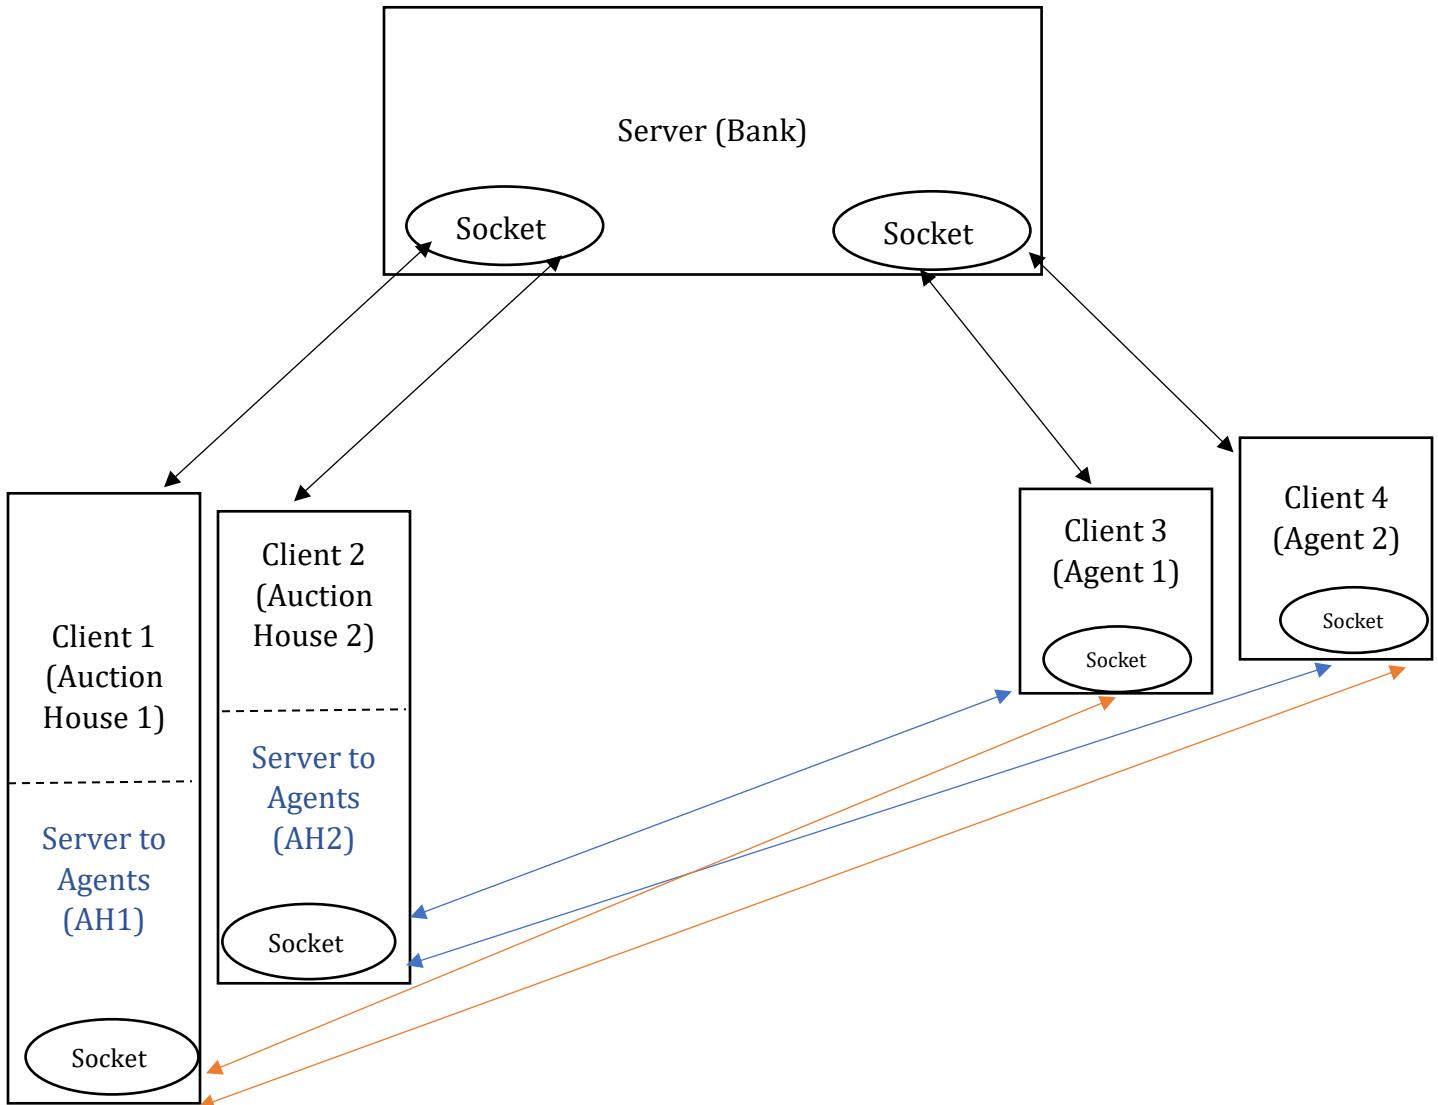 Server (Bank)
Socket
Socket
Client 1
(Auction
House 1)
Server to
Agents
(AH1)
Socket
Client 2
(Auction
House 2)
Server to
Agents
(AH2)
Socket
Client 3
(Agent 1)
Socket
Client 4
(Agent 2)
Socket